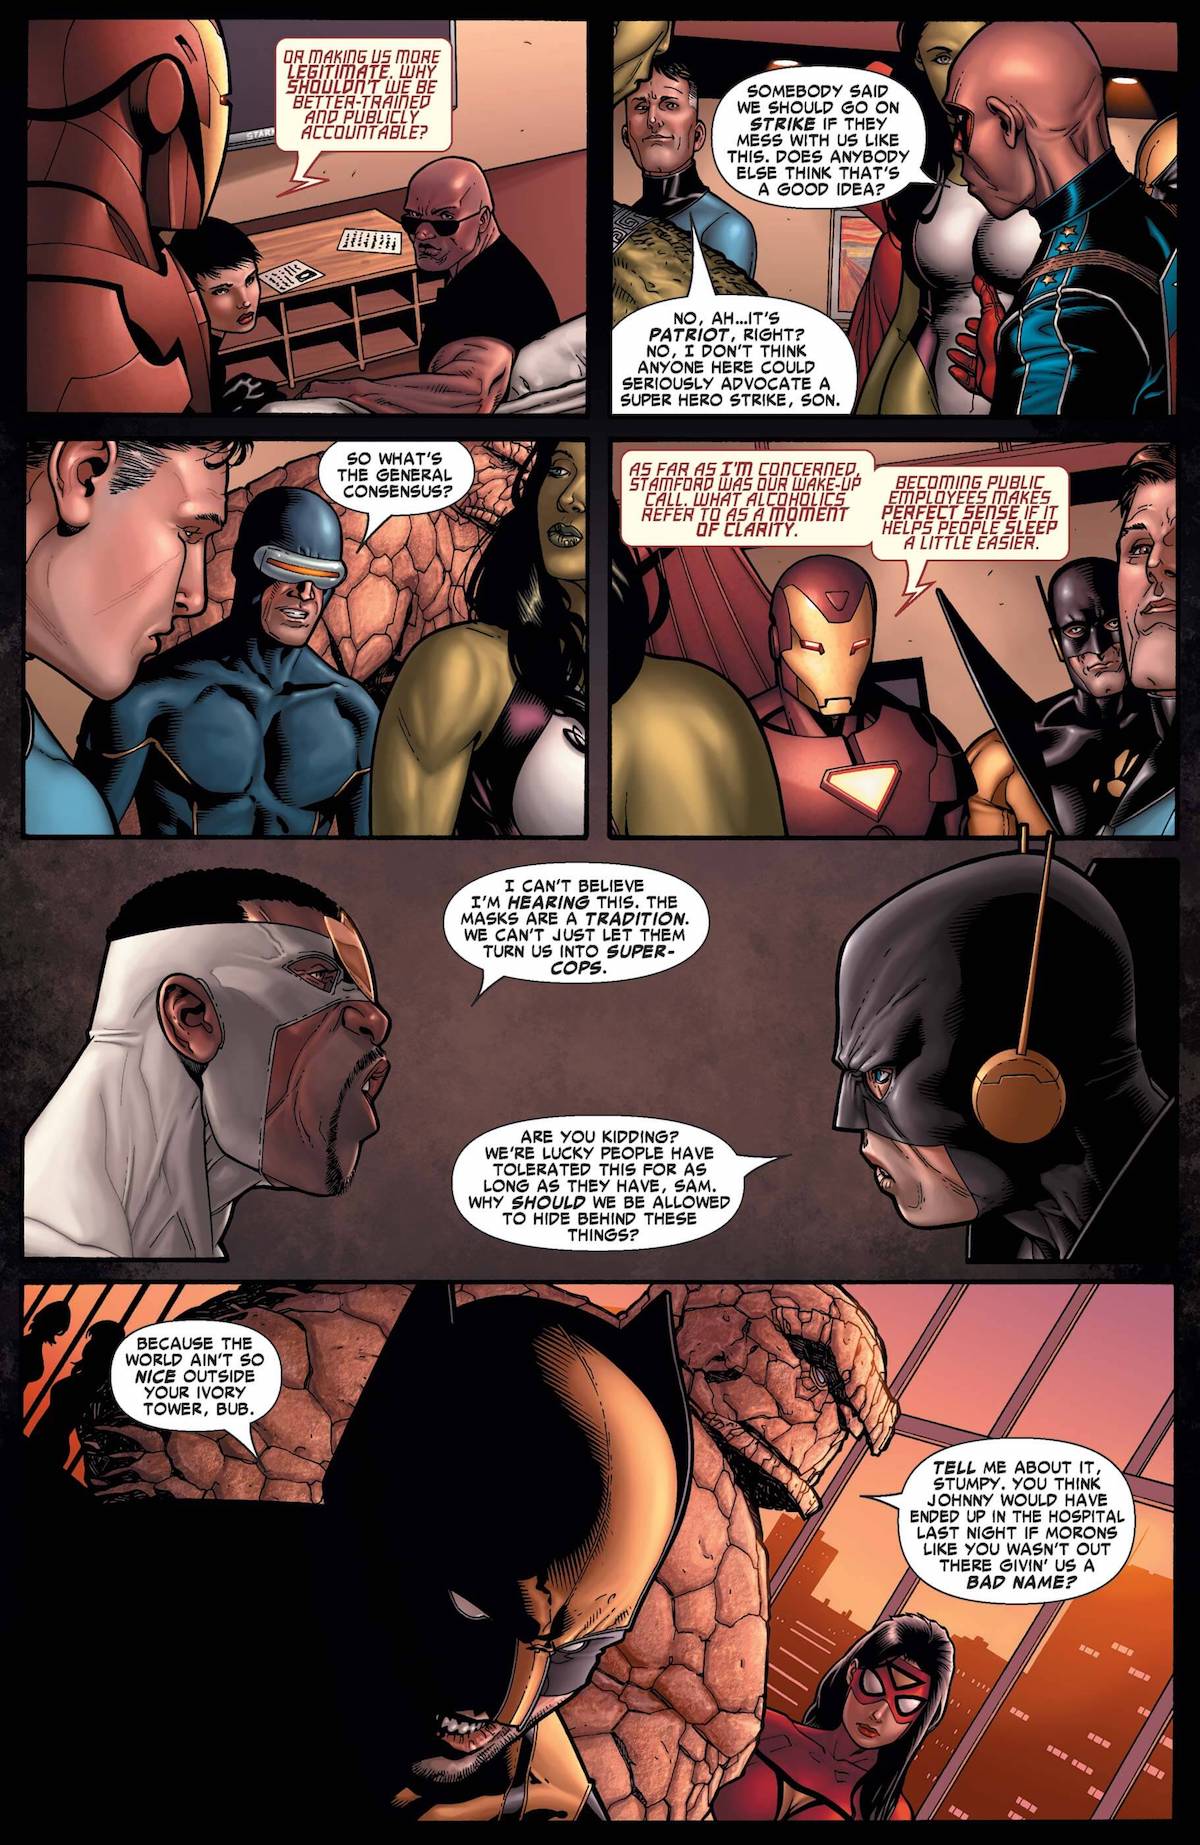 OR MAKING US MORE
LEGITIMATE. WHY
SHOULDN'T WE BE
BETTER-TRAINED
AND PUBLICLY
ACCOUNTABLE?
STARK
SOMEBODY SAID
WE SHOULD GO ON
STRIKE IF THEY
MESS WITH US LIKE
THIS. DOES ANYBODY
ELSE THINK THAT'S
A GOOD IDEA?
NO, AH...IT'S
PATRIOT, RIGHT?
NO, I DON'T THINK
ANYONE HERE COULD
SERIOUSLY ADVOCATE A
SUPER HERO STRIKE, SON.
SO WHAT'S
THE GENERAL
CONSENSUS?
AS FAR AS I'M CONCERNED,
STAMFORD WAS OUR WAKE-UP
CALL. WHAT ALCOHOLICS
REFER TO AS A MOMENT
OF CLARITY.
BECOMING PUBLIC
EMPLOYEES MAKES
PERFECT SENSE IF IT
HELPS PEOPLE SLEEP
A LITTLE EASIER.
I CAN'T BELIEVE
I'M HEARING THIS. THE
MASKS ARE A TRADITION.
WE CAN'T JUST LET THEM
TURN US INTO SUPER-
COPS.
ARE YOU KIDDING?
WE'RE LUCKY PEOPLE HAVE
TOLERATED THIS FOR AS
LONG AS THEY HAVE, SAM.
WHY SHOULD WE BE ALLOWED
TO HIDE BEHIND THESE
THINGS?
BECAUSE THE
WORLD AIN'T SO
NICE OUTSIDE
YOUR IVORY
TOWER, BUB.
TELL ME ABOUT IT,
STUMPY. YOU THINK
JOHNNY WOULD HAVE
ENDED UP IN THE HOSPITAL
LAST NIGHT IF MORONS
LIKE YOU WASN'T OUT
THERE GIVIN' US A
BAD NAME?